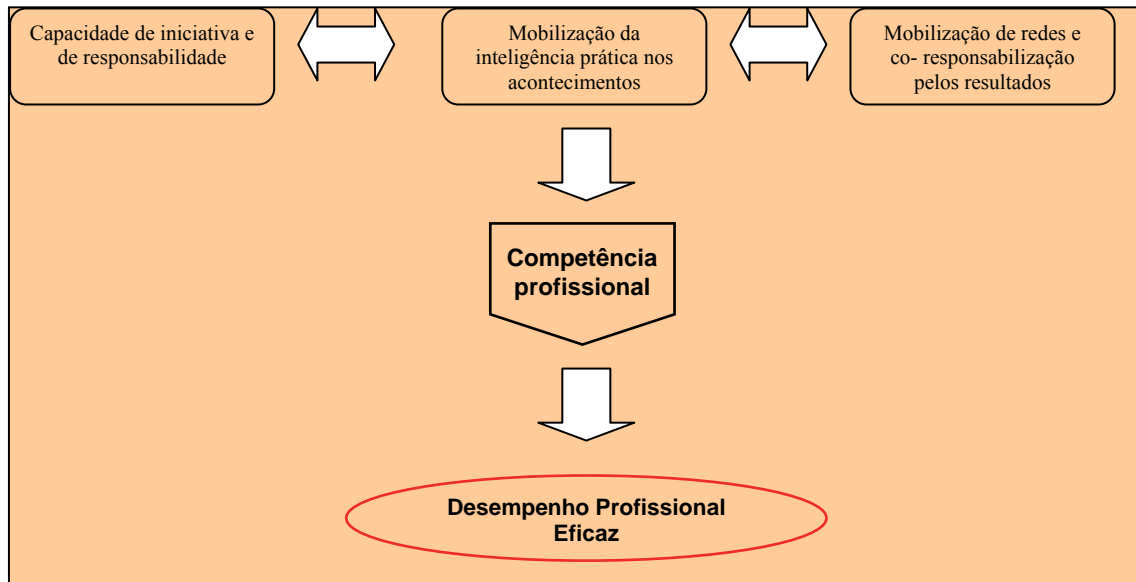 Capacidade de iniciativa e
de responsabilidade
Mobilização da
inteligência prática nos
acontecimentos
Mobilização de redes e
co- responsabilização
pelos resultados
Competência
profissional
Desempenho Profissional
Eficaz